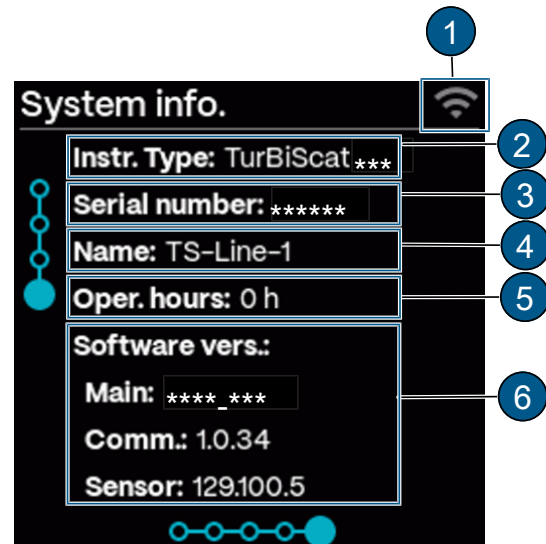 1
System info.
Instr. Type: TurBiScat ***
2
Serial number: ******
3
Name: TS-Line-1
4
Oper. hours: 0 h
5
Software vers.:
Main: ****_***
6
Comm.: 1.0.34
Sensor: 129.100.5